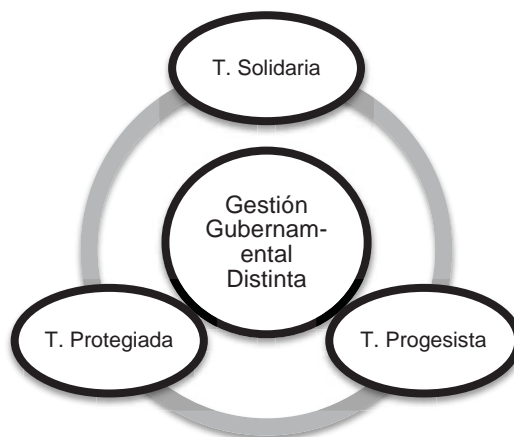 T. Solidaria
Gestión
Gubernam-
ental
Distinta
T. Protegiada
T. Progesista